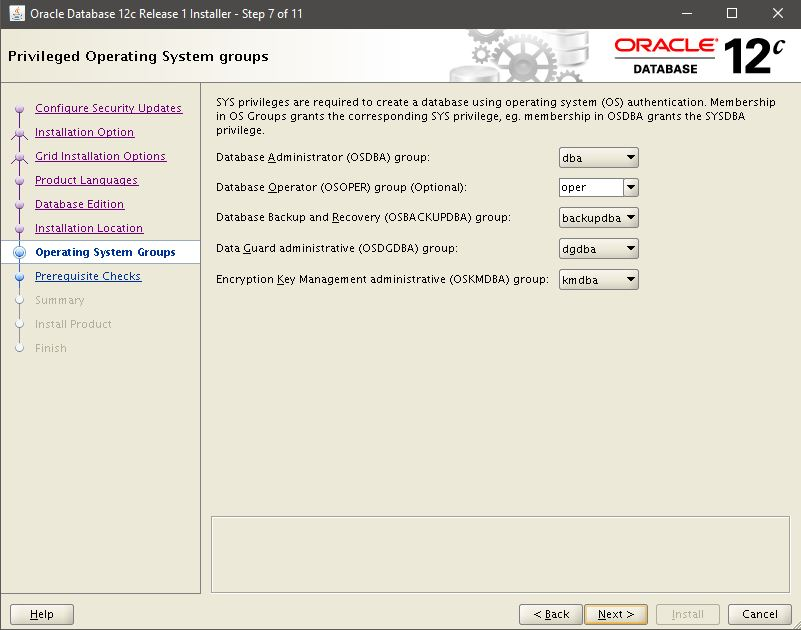 Oracle Database 12c Release 1 Installer - Step 7 of 11
Privileged Operating System groups
ORACLE®
DATABASE
12c
Configure Security Updates
Installation Option
Grid Installation Options
Product Languages
Database Edition
Installation Location
Operating System Groups
Prerequisite Checks
Summary
Install Product
Finish
SYS privileges are required to create a database using operating system (OS) authentication. Membership
in OS Groups grants the corresponding SYS privilege, eg. membership in OSDBA grants the SYSDBA
privilege.
Database Administrator (OSDBA) group: dba
Database Operator (OSOPER) group (Optional): oper
Database Backup and Recovery (OSBACKUPDBA) group: backupdba
Data Guard administrative (OSDGDBA) group: dgdba
Encryption Key Management administrative (OSKMDBA) group: kmdba
Help
< Back
Next >
Install
Cancel